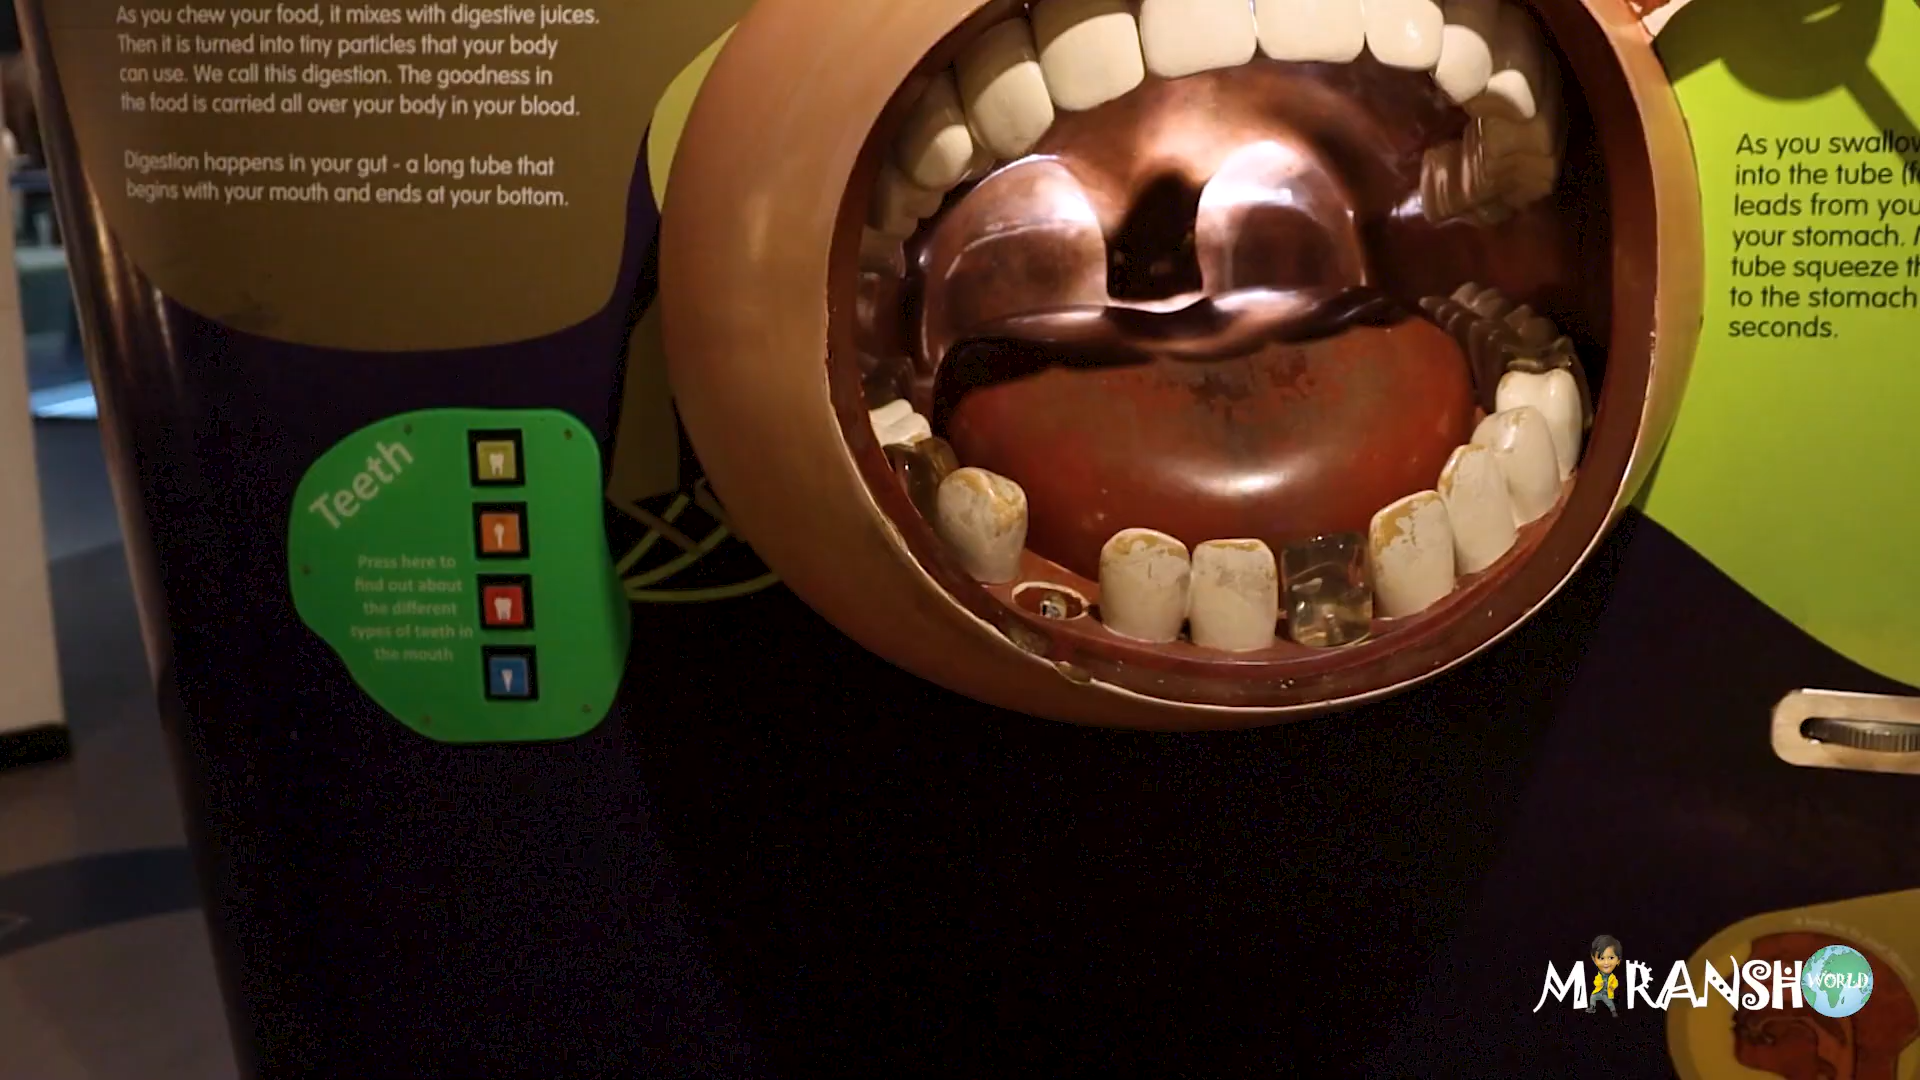 As you chew your food, it mixes with digestive juices.
Then it is turned into tiny particles that your body
can use. We call this digestion. The goodness in
the food is carried all over your body in your blood.
Digestion happens in your gut - a long tube that
begins with your mouth and ends at your bottom.
Teeth
Press here to
find out about
the different
types of teeth in
the mouth
As you swallow
into the tube
leads from you
your stomach.
tube squeeze th
to the stomach
seconds.
MIRANSH WORLD